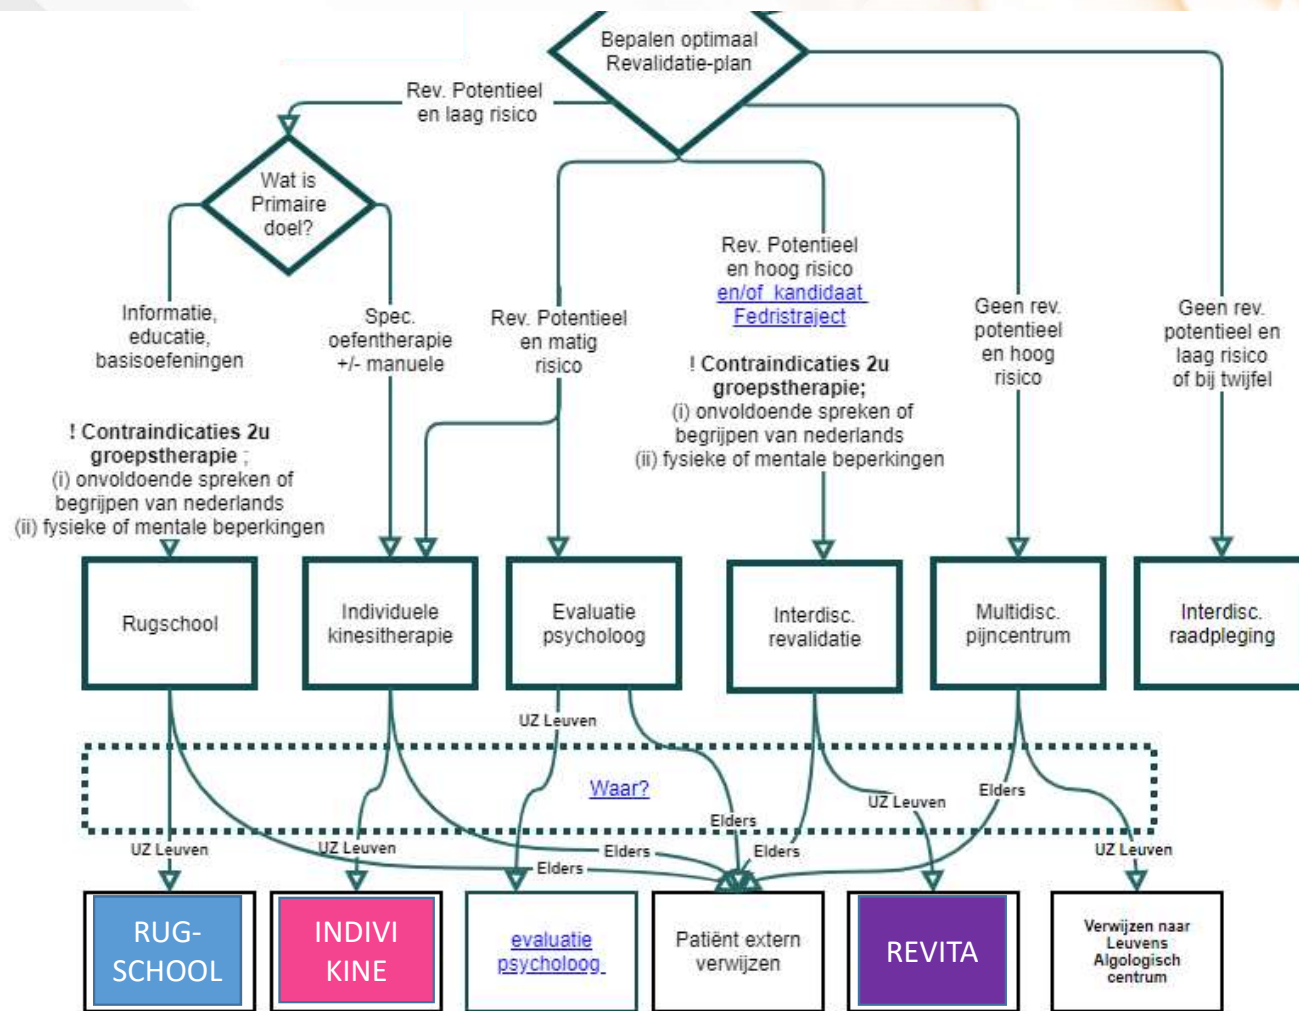 Bepalen optimaal
Revalidatie-plan
Rev. Potentieel
en laag risico
Wat is
Primaire
doel?
Informatie,
educatie,
basisoefeningen
Spec.
oefentherapie
+/- manuele
Rev. Potentieel
en matig
risico
Rev. Potentieel
en hoog risico
en/of kandidaat
Fedristraject
Geen rev.
potentieel
en hoog
risico
Geen rev.
potentieel en
laag risico
of bij twijfel
! Contraindicaties 2u
groepstherapie ;
(i) onvoldoende spreken of
begrijpen van nederlands
(ii) fysieke of mentale beperkingen
! Contraindicaties 2u
groepstherapie;
(i) onvoldoende spreken of
begrijpen van nederlands
(ii) fysieke of mentale beperkingen
Rugschool
Individuele
kinesitherapie
Evaluatie
psycholoog
Interdisc.
revalidatie
Multidisc.
pijncentrum
Interdisc.
raadpleging
UZ Leuven
Waar?
UZ Leuven
Elders
Elders
UZ Leuven
UZ Leuven
Elders
Elders
UZ Leuven
Elders
RUG-
SCHOOL
INDIVI
KINE
evaluatie
psycholoog
Patiënt extern
verwijzen
REVITA
Verwijzen naar
Leuvens
Algologisch
centrum